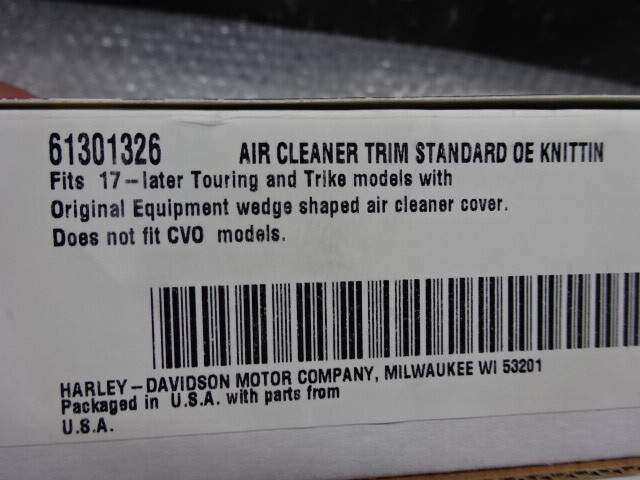 61301326 AIR CLEANER TRIM STANDARD OE KNITTIN
Fits 17-later Touring and Trike models with
Original Equipment wedge shaped air cleaner cover.
Does not fit CVO models.
HARLEY-DAVIDSON MOTOR COMPANY, MILWAUKEE WI 53201
Packaged in U.S.A. with parts from
U.S.A.